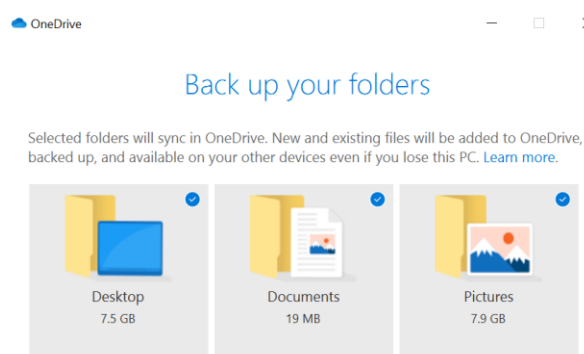 OneDrive
Back up your folders
Selected folders will sync in OneDrive. New and existing files will be added to OneDrive,
backed up, and available on your other devices even if you lose this PC. Learn more.
Desktop
7.5 GB
Documents
19 MB
Pictures
7.9 GB